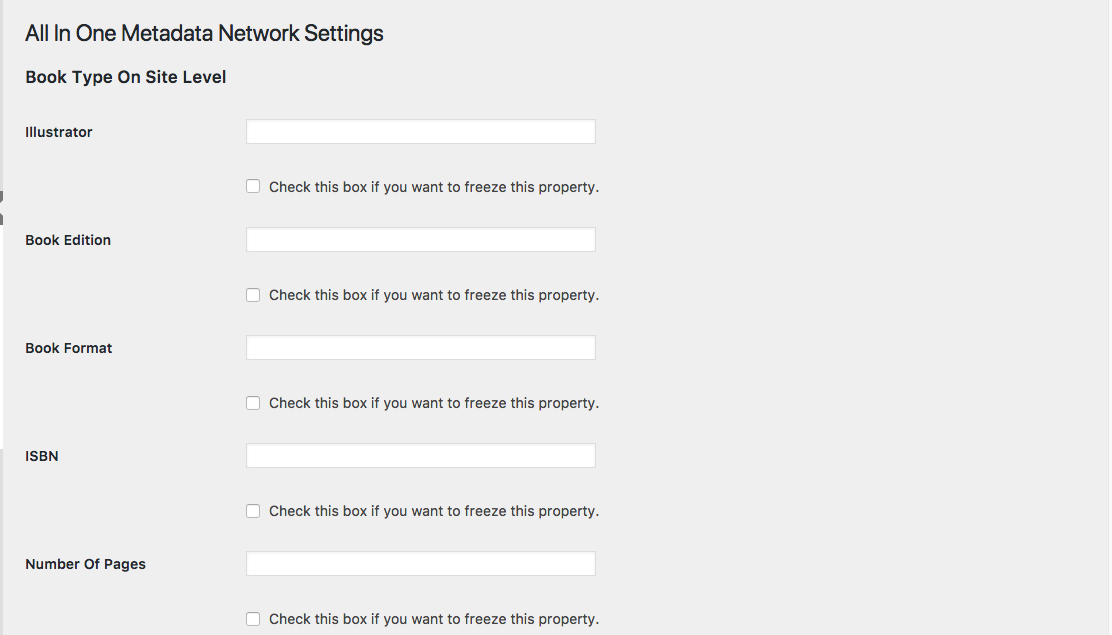 All In One Metadata Network Settings
Book Type On Site Level
Illustrator
Check this box if you want to freeze this property.
Book Edition
Check this box if you want to freeze this property.
Book Format
Check this box if you want to freeze this property.
ISBN
Check this box if you want to freeze this property.
Number Of Pages
Check this box if you want to freeze this property.